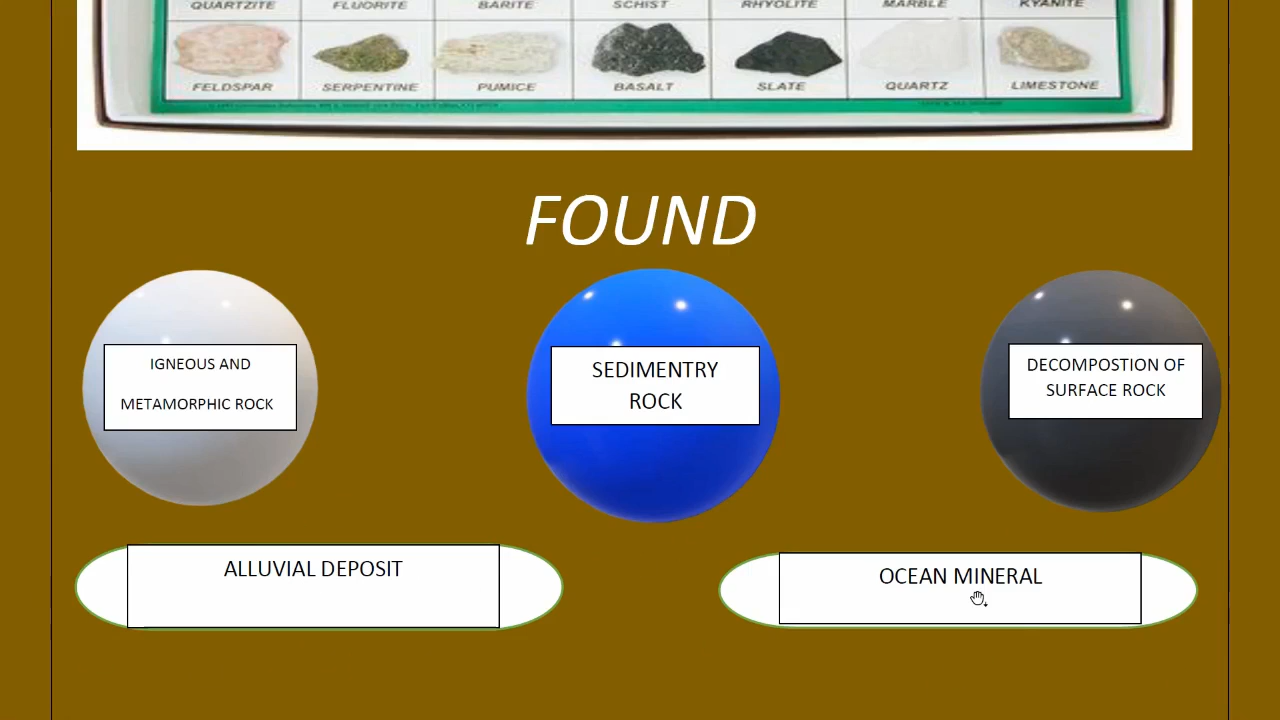 QUARTZITE FLUORITE BARITE SCHIST RHYOLITE MARBLE KYANITE
FELDSPAR SERPENTINE PUMICE BASALT SLATE QUARTZ LIMESTONE
FOUND
IGNEOUS AND
METAMORPHIC ROCK
SEDIMENTRY
ROCK
DECOMPOSTION OF
SURFACE ROCK
ALLUVIAL DEPOSIT
OCEAN MINERAL